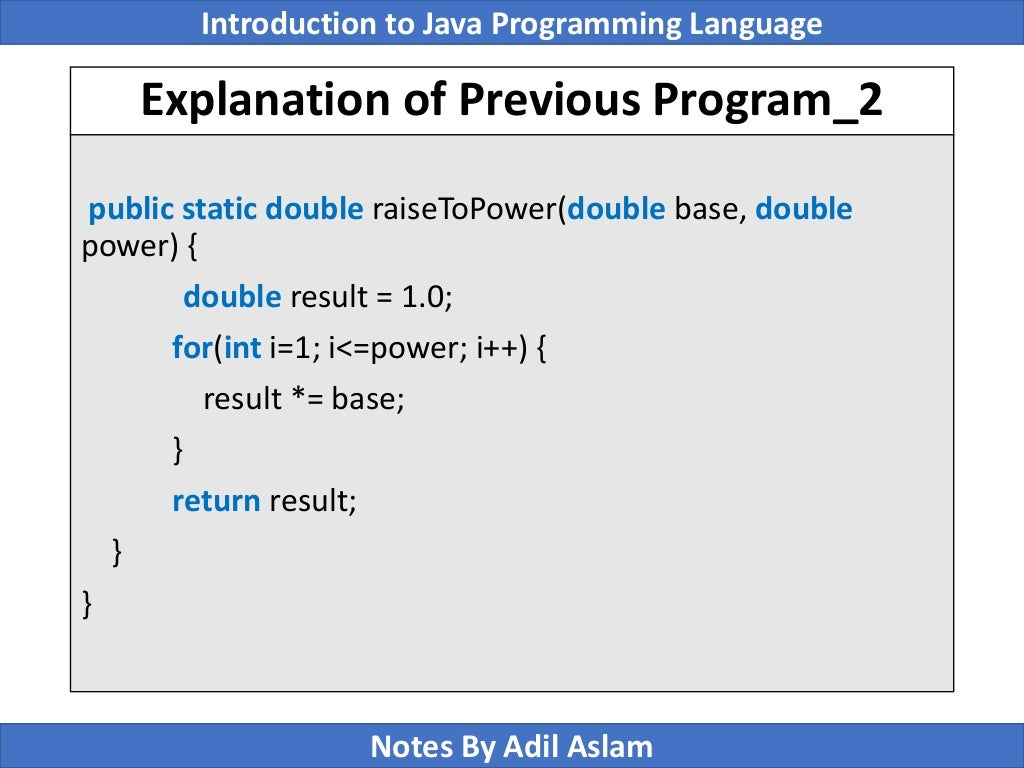 Introduction to Java Programming Language
Explanation of Previous Program_2
public static double raiseToPower(double base, double
power) {
double result = 1.0;
for(int i=1; i<=power; i++) {
result *= base;
}
return result;
}
}
Notes By Adil Aslam